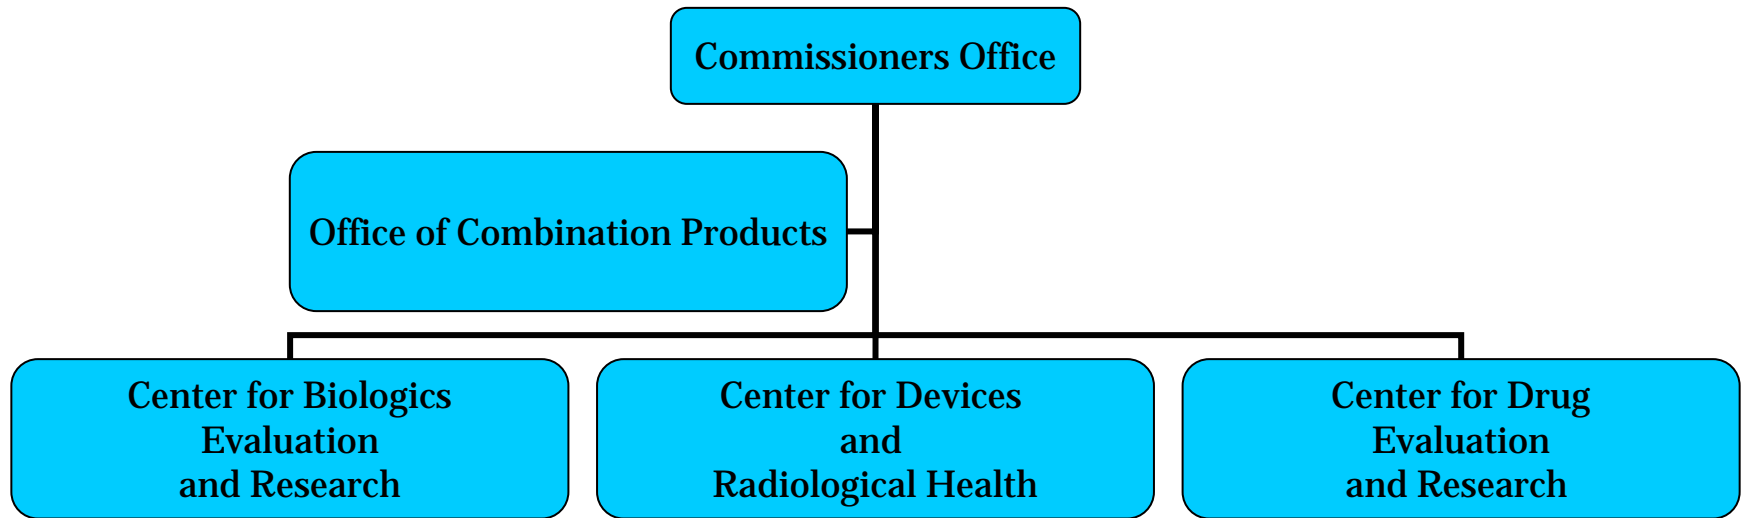 Commissioners Office
Office of Combination Products
Center for Biologics
Evaluation
and Research
Center for Devices
and
Radiological Health
Center for Drug
Evaluation
and Research